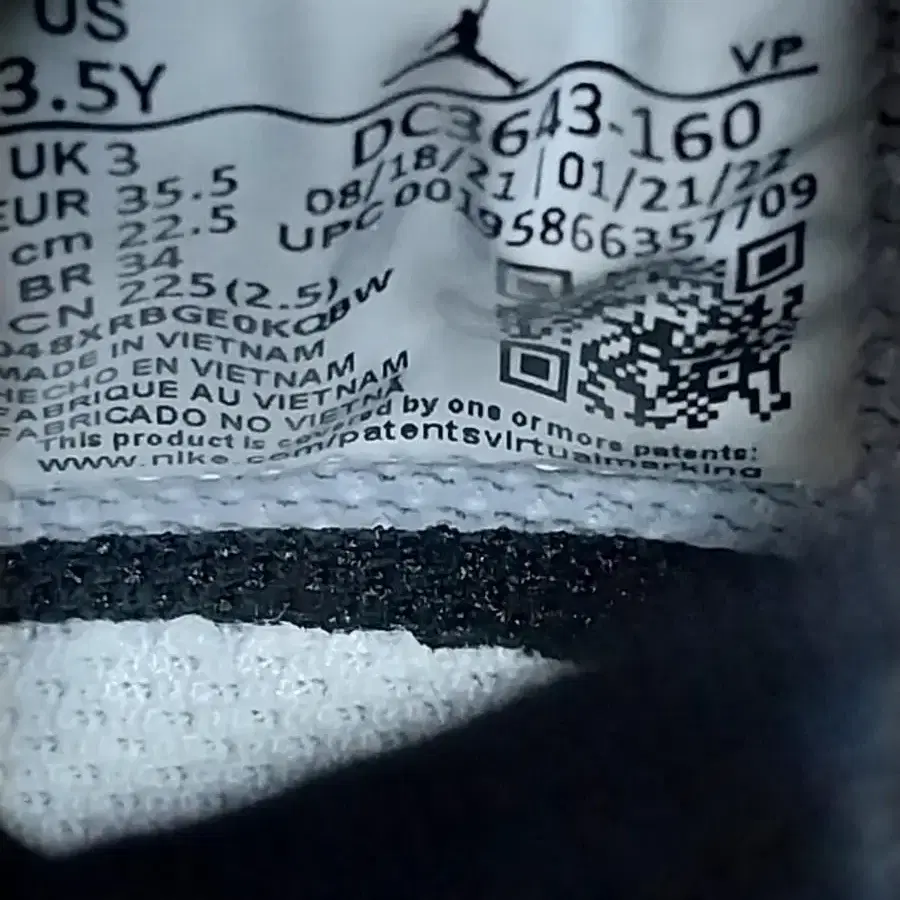 US
3.5Y
VP
UK 3
EUR 35.5
cm 22.5
BR 34
CN 225(2.5)
DC3643-160
08/18/21 | 01/21/22
UPC 00195866357709
048XRBGE0KQBW
MADE IN VIETNAM
HECHO EN VIETNAM
FABRIQUE AU VIETNAM
FABRICADO NO VIETNA
This product is covered by one or more patents:
www.nike.com/patentsvirtualmarking